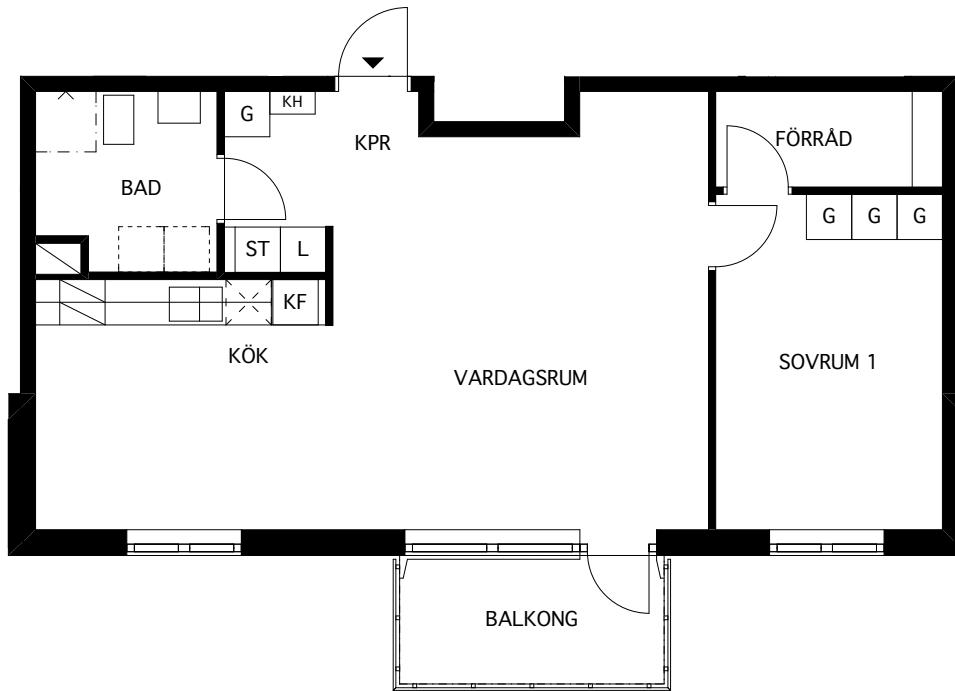 G
KH
KPR
FÖRRÅD
BAD
G G G
ST L
KF
KÖK
SOVRUM 1
VARDAGSRUM
BALKONG